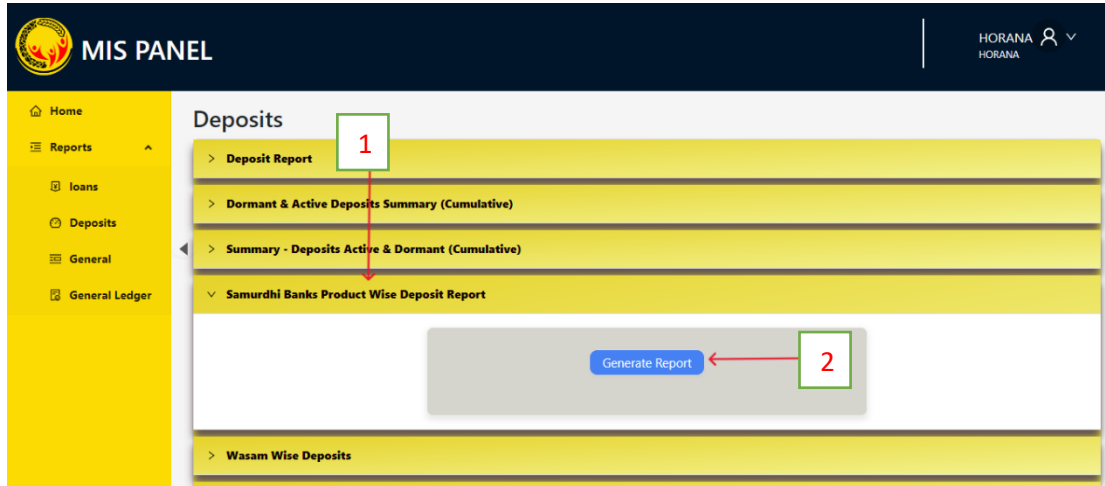 MIS PANEL
HORANA
HORANA
Home
Reports
loans
Deposits
General
General Ledger
Deposits
1
Deposit Report
Dormant & Active Deposits Summary (Cumulative)
Summary - Deposits Active & Dormant (Cumulative)
Samurdhi Banks Product Wise Deposit Report
Generate Report
2
Wasam Wise Deposits